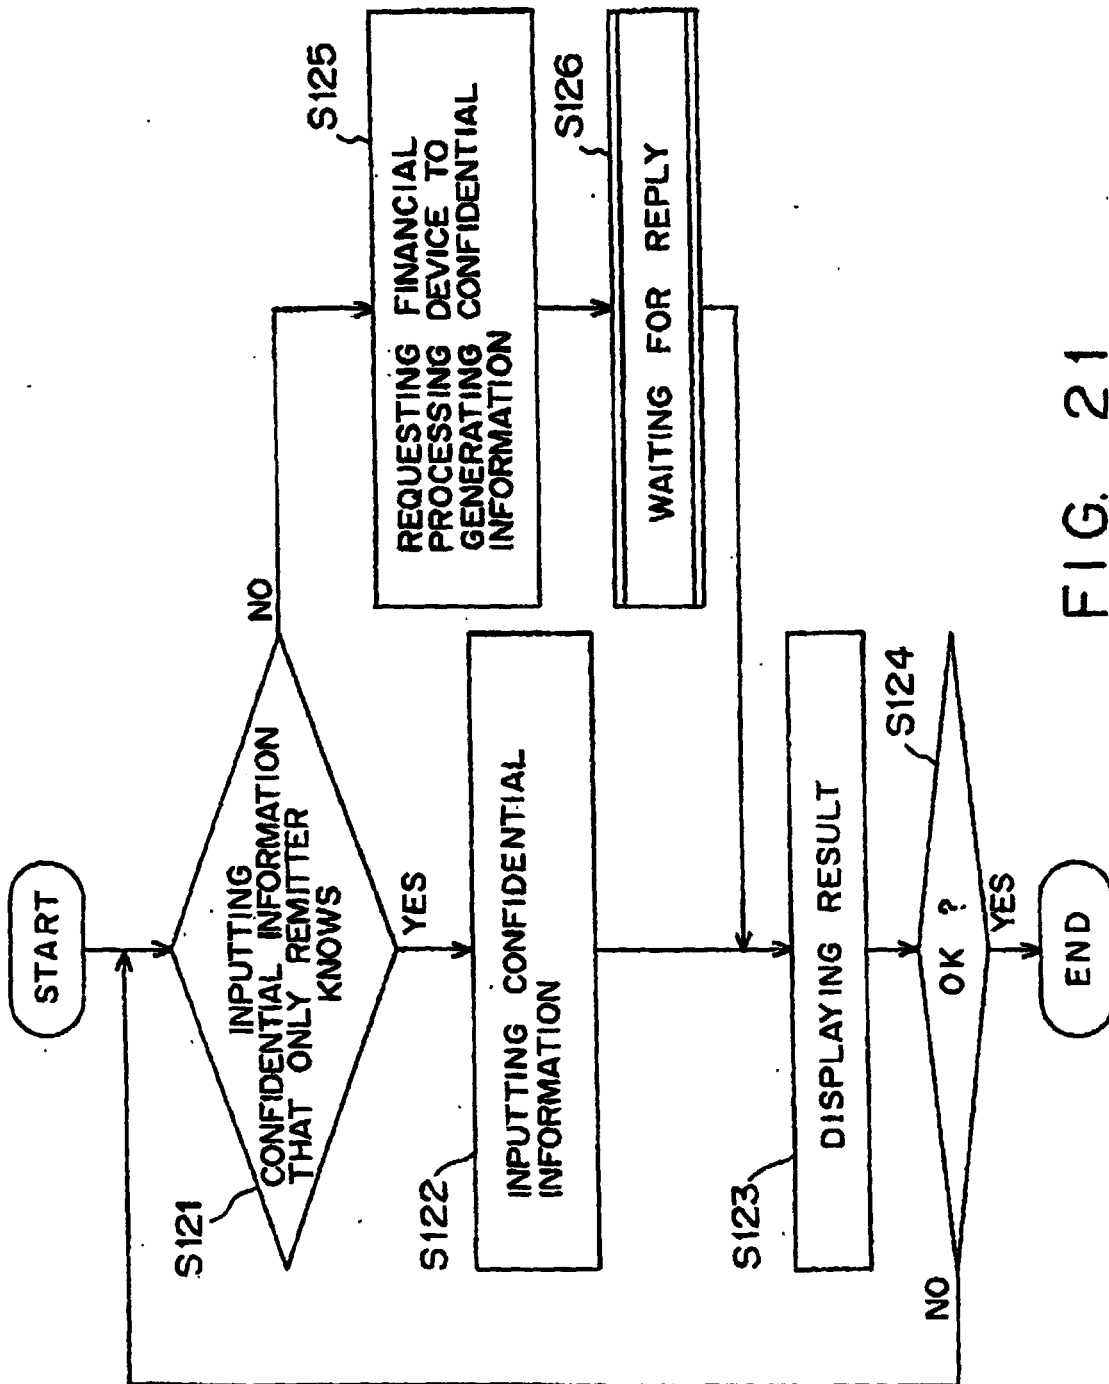 START
S121
INPUTTING
CONFIDENTIAL INFORMATION
THAT ONLY REMITTER
KNOWS
NO
YES
S122
INPUTTING CONFIDENTIAL
INFORMATION
S125
REQUESTING FINANCIAL
PROCESSING DEVICE TO
GENERATING CONFIDENTIAL
INFORMATION
S126
WAITING FOR REPLY
S123
DISPLAYING RESULT
S124
OK ?
NO
YES
END
FIG. 21